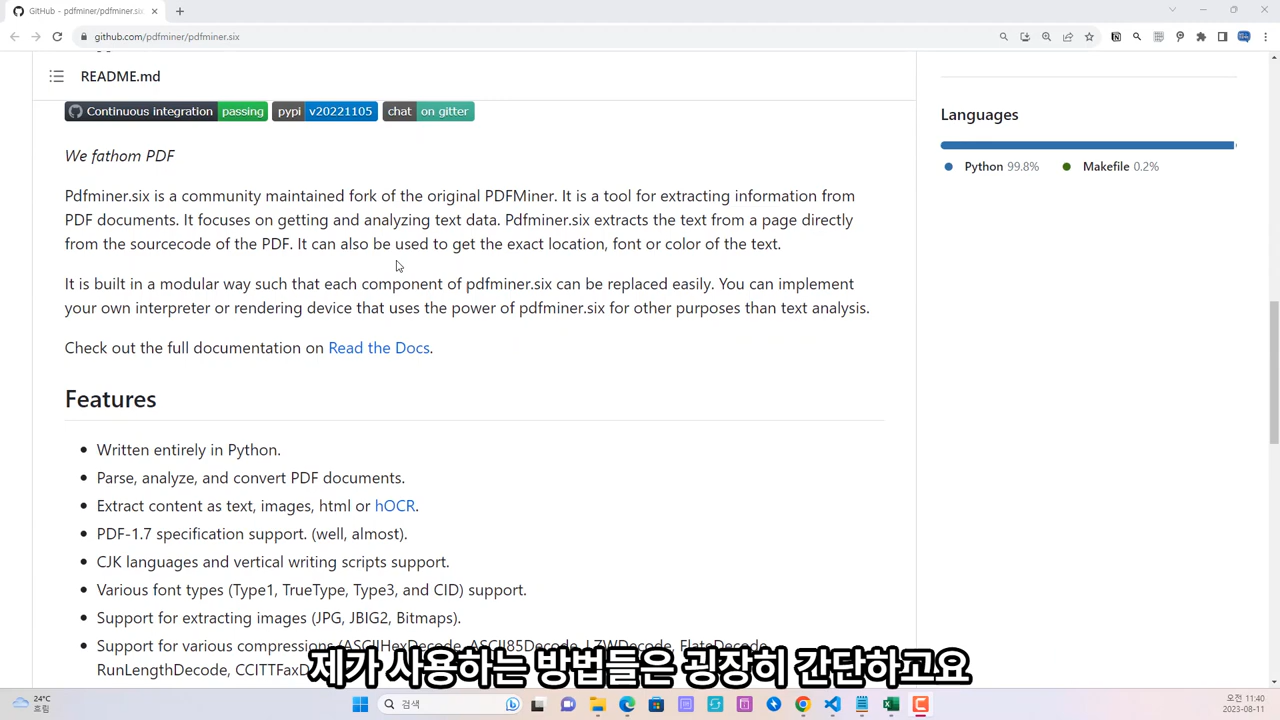 GitHub - pdfminer/pdfminer.six:
github.com/pdfminer/pdfminer.six
README.md
Continuous integration passing pypi v20221105 chat on gitter
We fathom PDF
Pdfminer.six is a community maintained fork of the original PDFMiner. It is a tool for extracting information from
PDF documents. It focuses on getting and analyzing text data. Pdfminer.six extracts the text from a page directly
from the sourcecode of the PDF. It can also be used to get the exact location, font or color of the text.
It is built in a modular way such that each component of pdfminer.six can be replaced easily. You can implement
your own interpreter or rendering device that uses the power of pdfminer.six for other purposes than text analysis.
Check out the full documentation on Read the Docs.
Features
Written entirely in Python.
Parse, analyze, and convert PDF documents.
Extract content as text, images, html or hOCR.
PDF-1.7 specification support. (well, almost).
CJK languages and vertical writing scripts support.
Various font types (Type1, TrueType, Type3, and CID) support.
Support for extracting images (JPG, JBIG2, Bitmaps).
Support for various compressions (ASCIIHexDecode, ASCII85Decode, LZWDecode, FlateDecode,
RunLengthDecode, CCITTFaxD
Languages
Python 99.8% Makefile 0.2%
제가 사용하는 방법들은 굉장히 간단하고요
24°C
흐림
검색
오전 11:40
2023-08-11